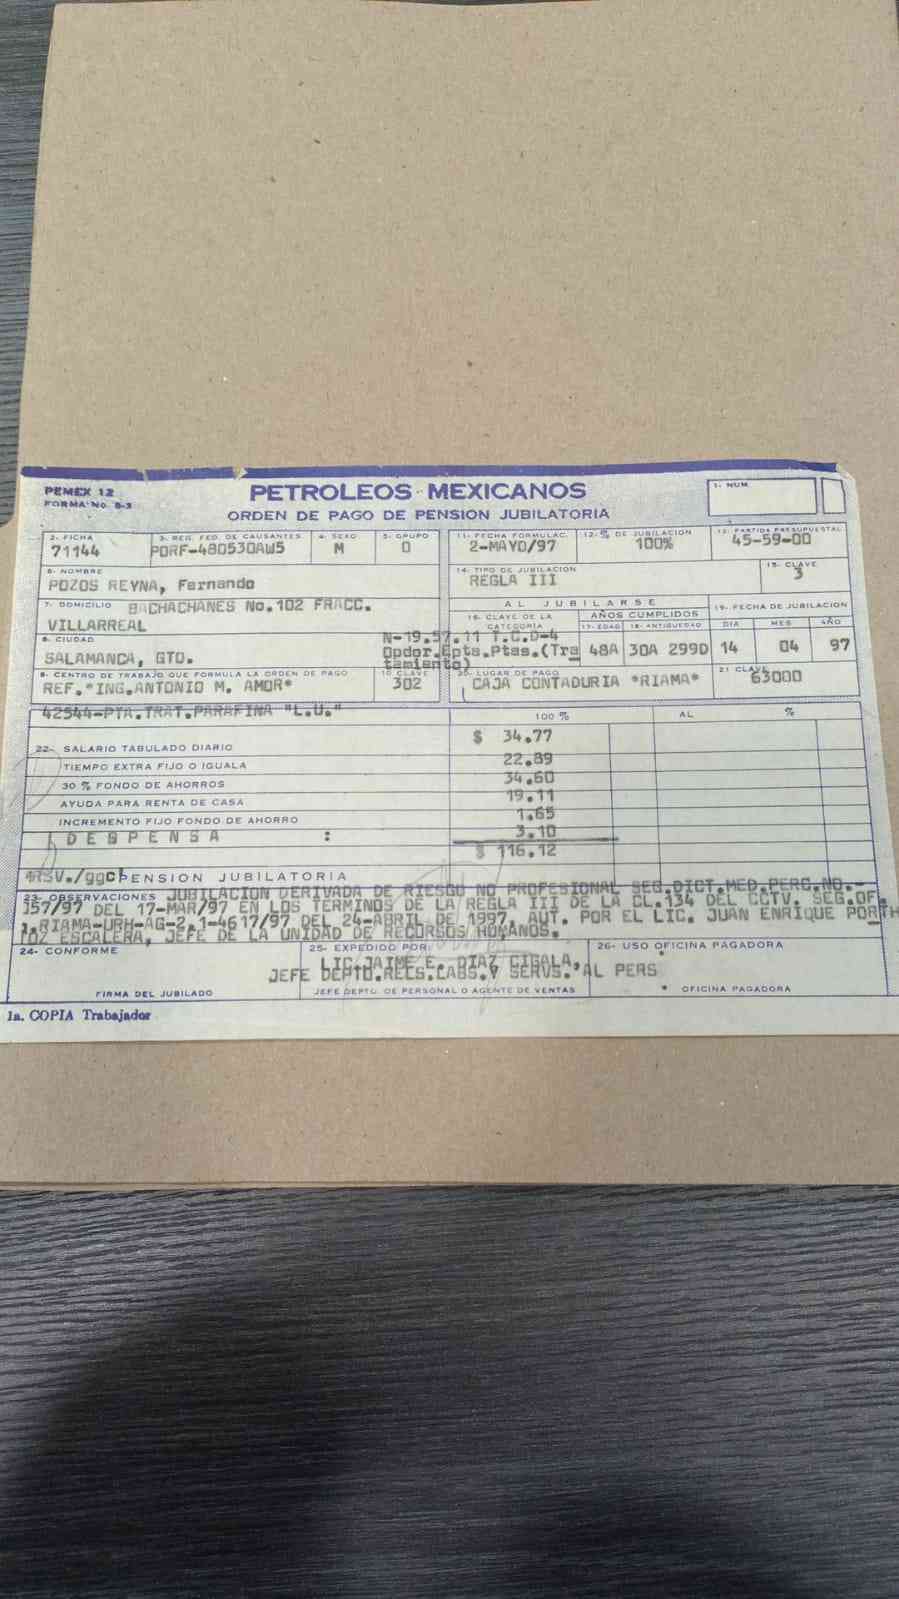 PEMEX 12
FORMA No. 8-3
PETROLEOS MEXICANOS
ORDEN DE PAGO DE PENSION JUBILATORIA
1- NUM.
2- FICHA
71144
3- REG. FED. DE CAUSANTES
PORF-480530AW5
4- SEXO
M
5- GRUPO
0
11- FECHA FORMULAC.
2-MAYO/97
12-% DE JUBILACION
100%
13- PARTIDA PRESUPUESTAL
45-59-00
6- NOMBRE
POZOS REYNA, Fernando
14- TIPO DE JUBILACION
REGLA III
15- CLAVE
3
7- DOMICILIO BACHACHANES No.102 FRACC.
VILLARREAL
AL JUBILARSE
16- CLAVE DE LA CATEGORIA
AÑOS CUMPLIDOS
17- EDAD
18- ANTIGUEDAD
19- FECHA DE JUBILACION
DIA MES AÑO
8- CIUDAD
SALAMANCA, GTO.
N-19.57.11 T.C.D-4
Opdor.Epts.Ptas.(Tra
tamiento)
48A 30A 299D 14 04 97
9- CENTRO DE TRABAJO QUE FORMULA LA ORDEN DE PAGO
REF.*ING.ANTONIO M. AMOR*
10- CLAVE
302
20- LUGAR DE PAGO
CAJA CONTADURIA *RIAMA*
21 CLAVE
63000
42544-PTA.TRAT.PARAFINA "L.U."
100 %
AL %
22- SALARIO TABULADO DIARIO $ 34.77
TIEMPO EXTRA FIJO O IGUALA 22.89
30 % FONDO DE AHORROS 34.60
AYUDA PARA RENTA DE CASA 19.11
INCREMENTO FIJO FONDO DE AHORRO 1.65
DESPENSA : 3.10
$ 116.12
PENSION JUBILATORIA
23- OBSERVACIONES JUBILACION DERIVADA DE RIESGO NO PROFESIONAL SEG.DICT.MED.PERC.NO.-
157/97 DEL 17-MAR/97 EN LOS TERMINOS DE LA REGLA III DE LA CL.134 DEL CCTV. SEG.OF.
RIAMA-URH-AG-2.1-4617/97 DEL 24-ABRIL DE 1997, AUT. POR EL LIC. JUAN ENRIQUE PORTH
ESCALERA, JEFE DE LA UNIDAD DE RECURSOS HUMANOS.
24- CONFORME
FIRMA DEL JUBILADO
25- EXPEDIDO POR:
LIC.JAIME E. DIAZ CIGALA,
JEFE DEPTO.RELS.LABS.Y SERVS. AL PERS
JEFE DEPTO. DE PERSONAL O AGENTE DE VENTAS
26- USO OFICINA PAGADORA
OFICINA PAGADORA
1a. COPIA Trabajador